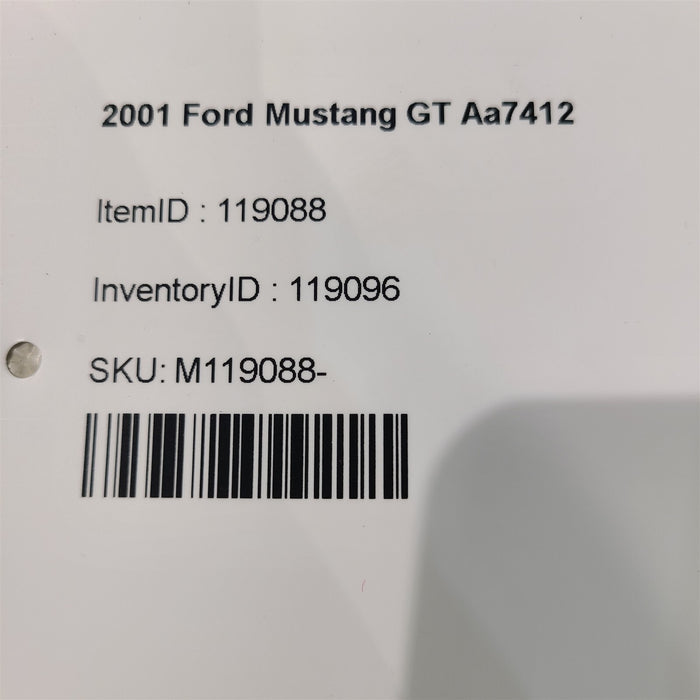 2001 Ford Mustang GT Aa7412
ItemID : 119088
InventoryID : 119096
SKU: M119088-